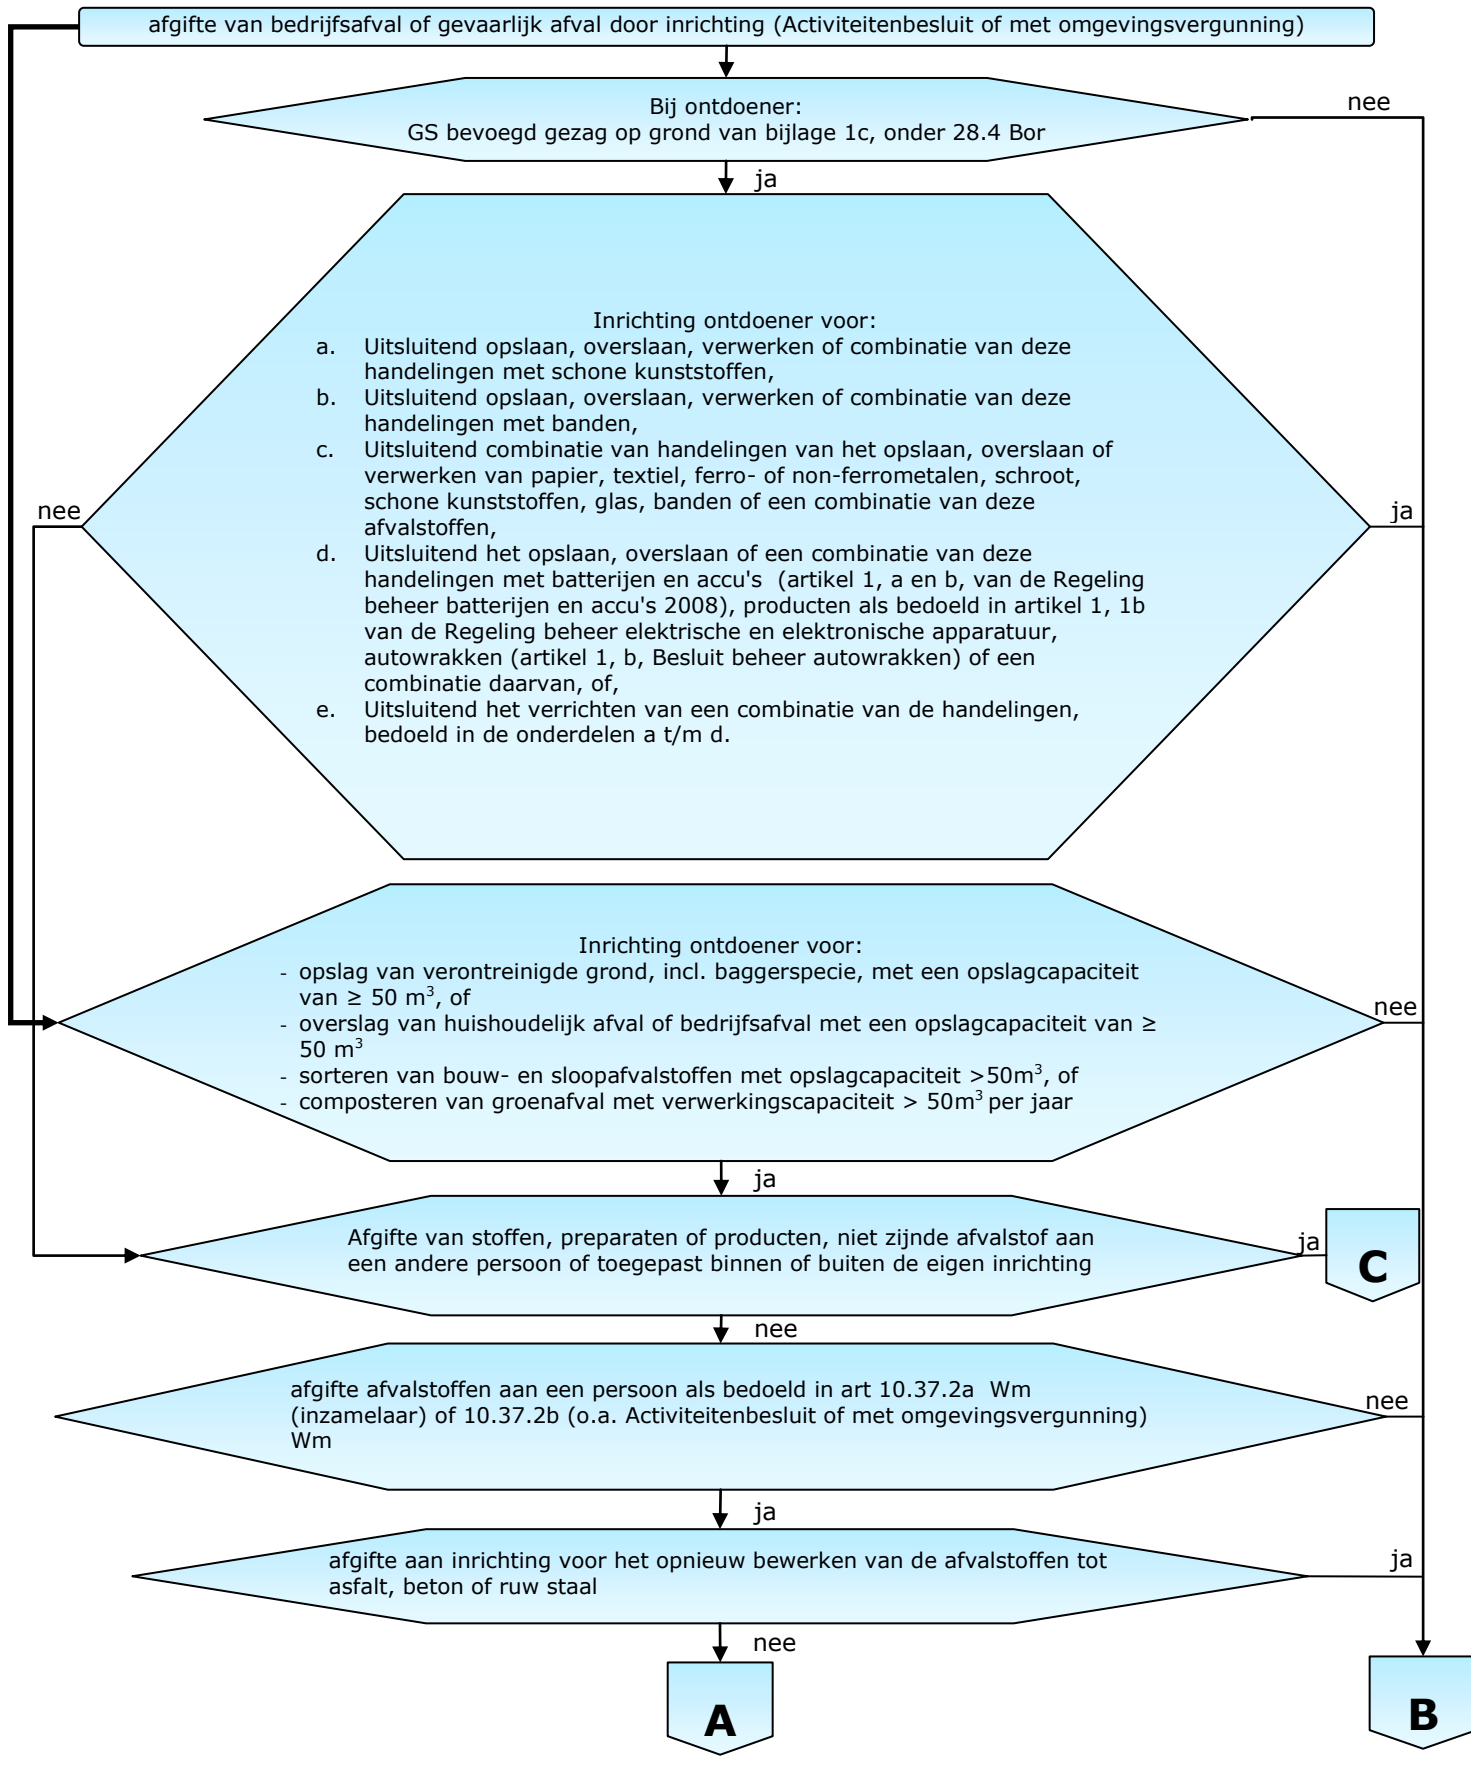 afgifte van bedrijfsafval of gevaarlijk afval door inrichting (Activiteitenbesluit of met omgevingsvergunning)
Bij ontdoener:
GS bevoegd gezag op grond van bijlage 1c, onder 28.4 Bor
nee
ja
Inrichting ontdoener voor:
a. Uitsluitend opslaan, overslaan, verwerken of combinatie van deze
handelingen met schone kunststoffen,
b. Uitsluitend opslaan, overslaan, verwerken of combinatie van deze
handelingen met banden,
c. Uitsluitend combinatie van handelingen van het opslaan, overslaan of
verwerken van papier, textiel, ferro- of non-ferrometalen, schroot,
schone kunststoffen, glas, banden of een combinatie van deze
afvalstoffen,
d. Uitsluitend het opslaan, overslaan of een combinatie van deze
handelingen met batterijen en accu's (artikel 1, a en b, van de Regeling
beheer batterijen en accu's 2008), producten als bedoeld in artikel 1, 1b
van de Regeling beheer elektrische en elektronische apparatuur,
autowrakken (artikel 1, b, Besluit beheer autowrakken) of een
combinatie daarvan, of,
e. Uitsluitend het verrichten van een combinatie van de handelingen,
bedoeld in de onderdelen a t/m d.
nee
ja
Inrichting ontdoener voor:
- opslag van verontreinigde grond, incl. baggerspecie, met een opslagcapaciteit
van ≥ 50 m³, of
- overslag van huishoudelijk afval of bedrijfsafval met een opslagcapaciteit van ≥
50 m³
- sorteren van bouw- en sloopafvalstoffen met opslagcapaciteit >50m³, of
- composteren van groenafval met verwerkingscapaciteit > 50m³ per jaar
nee
ja
Afgifte van stoffen, preparaten of producten, niet zijnde afvalstof aan
een andere persoon of toegepast binnen of buiten de eigen inrichting
ja
C
nee
afgifte afvalstoffen aan een persoon als bedoeld in art 10.37.2a Wm
(inzamelaar) of 10.37.2b (o.a. Activiteitenbesluit of met omgevingsvergunning)
Wm
nee
ja
afgifte aan inrichting voor het opnieuw bewerken van de afvalstoffen tot
asfalt, beton of ruw staal
ja
nee
A
B